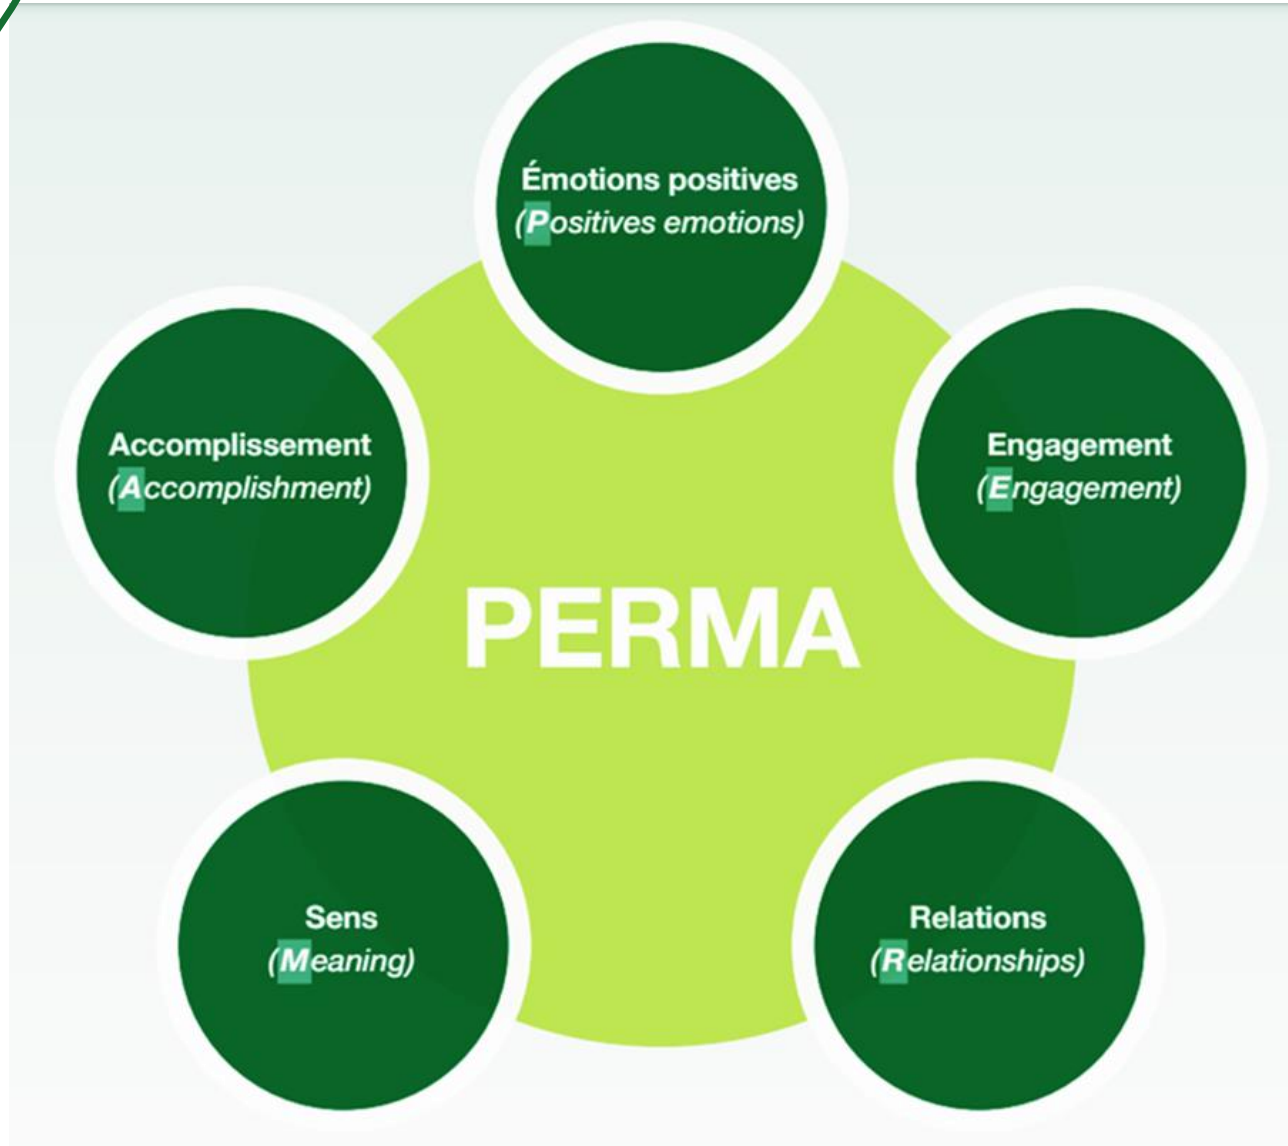 Émotions positives
(Positives emotions)
Accomplissement
(Accomplishment)
Engagement
(Engagement)
PERMA
Sens
(Meaning)
Relations
(Relationships)